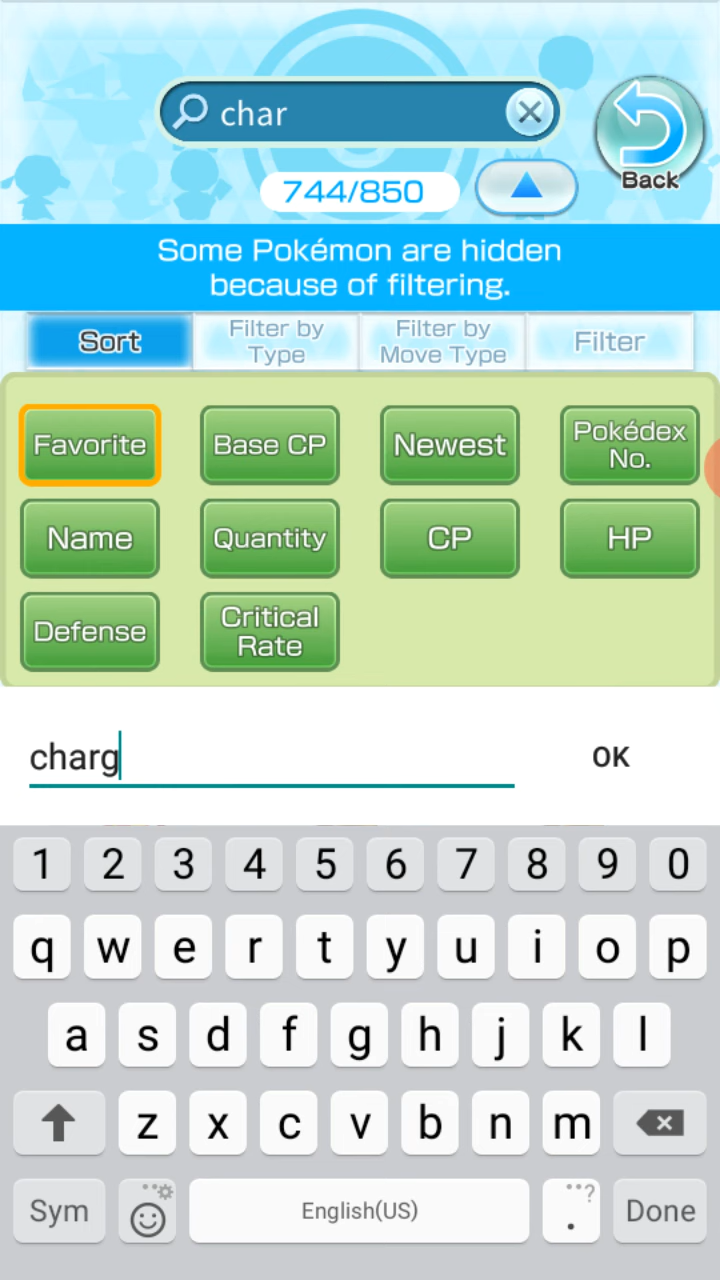 char
Back
744/850
Some Pokémon are hidden
because of filtering.
Sort
Filter by
Type
Filter by
Move Type
Filter
Favorite
Base CP
Newest
Pokédex
No.
Name
Quantity
CP
HP
Defense
Critical
Rate
charg
OK
1 2 3 4 5 6 7 8 9 0
q w e r t y u i o p
a s d f g h j k l
z x c v b n m
Sym
English(US)
. ?
Done